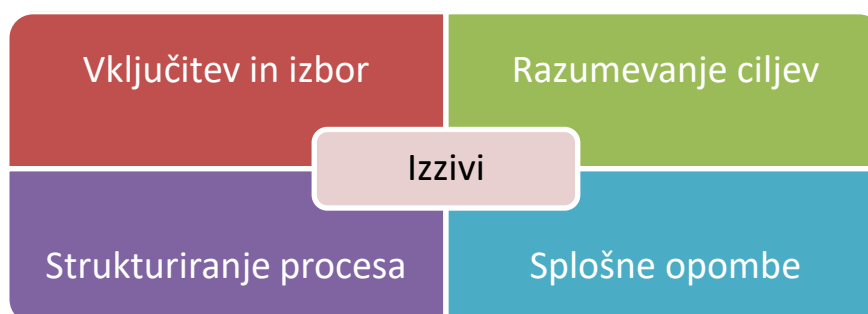 Vključitev in izbor
Razumevanje ciljev
Izzivi
Strukturiranje procesa
Splošne opombe